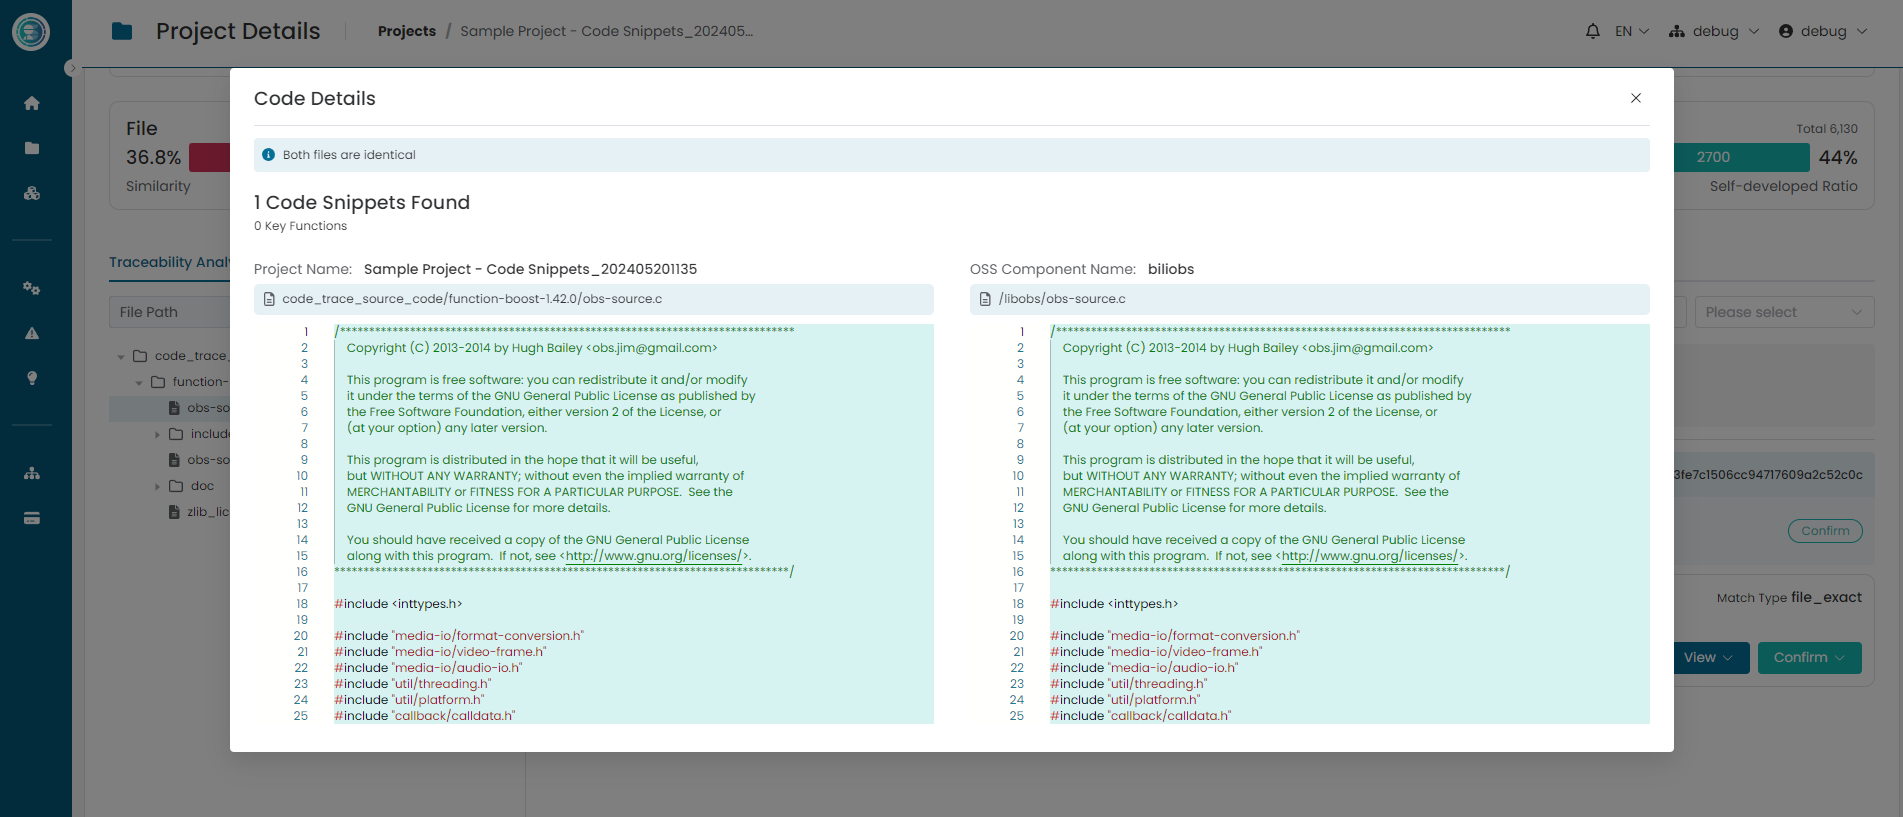 Project Details
Projects / Sample Project - Code Snippets_202405...
EN
debug
debug
File
36.8%
Similarity
Total 6,130
2700
44%
Self-developed Ratio
Traceability Analy
File Path
Please select
code_trace_
function-
obs-so
include
obs-so
doc
zlib_lic
3fe7c1506cc94717609a2c52c0c
Confirm
Match Type file_exact
View
Confirm
Code Details
Both files are identical
1 Code Snippets Found
0 Key Functions
Project Name: Sample Project - Code Snippets_202405201135
code_trace_source_code/function-boost-1.42.0/obs-source.c
1 /******************************************************************************
2 Copyright (C) 2013-2014 by Hugh Bailey <obs.jim@gmail.com>
3
4 This program is free software: you can redistribute it and/or modify
5 it under the terms of the GNU General Public License as published by
6 the Free Software Foundation, either version 2 of the License, or
7 (at your option) any later version.
8
9 This program is distributed in the hope that it will be useful,
10 but WITHOUT ANY WARRANTY; without even the implied warranty of
11 MERCHANTABILITY or FITNESS FOR A PARTICULAR PURPOSE.  See the
12 GNU General Public License for more details.
13
14 You should have received a copy of the GNU General Public License
15 along with this program.  If not, see <http://www.gnu.org/licenses/>.
16 ******************************************************************************/
17
18 #include <inttypes.h>
19
20 #include "media-io/format-conversion.h"
21 #include "media-io/video-frame.h"
22 #include "media-io/audio-io.h"
23 #include "util/threading.h"
24 #include "util/platform.h"
25 #include "callback/calldata.h"
OSS Component Name: biliobs
/libobs/obs-source.c
1 /******************************************************************************
2 Copyright (C) 2013-2014 by Hugh Bailey <obs.jim@gmail.com>
3
4 This program is free software: you can redistribute it and/or modify
5 it under the terms of the GNU General Public License as published by
6 the Free Software Foundation, either version 2 of the License, or
7 (at your option) any later version.
8
9 This program is distributed in the hope that it will be useful,
10 but WITHOUT ANY WARRANTY; without even the implied warranty of
11 MERCHANTABILITY or FITNESS FOR A PARTICULAR PURPOSE.  See the
12 GNU General Public License for more details.
13
14 You should have received a copy of the GNU General Public License
15 along with this program.  If not, see <http://www.gnu.org/licenses/>.
16 ******************************************************************************/
17
18 #include <inttypes.h>
19
20 #include "media-io/format-conversion.h"
21 #include "media-io/video-frame.h"
22 #include "media-io/audio-io.h"
23 #include "util/threading.h"
24 #include "util/platform.h"
25 #include "callback/calldata.h"